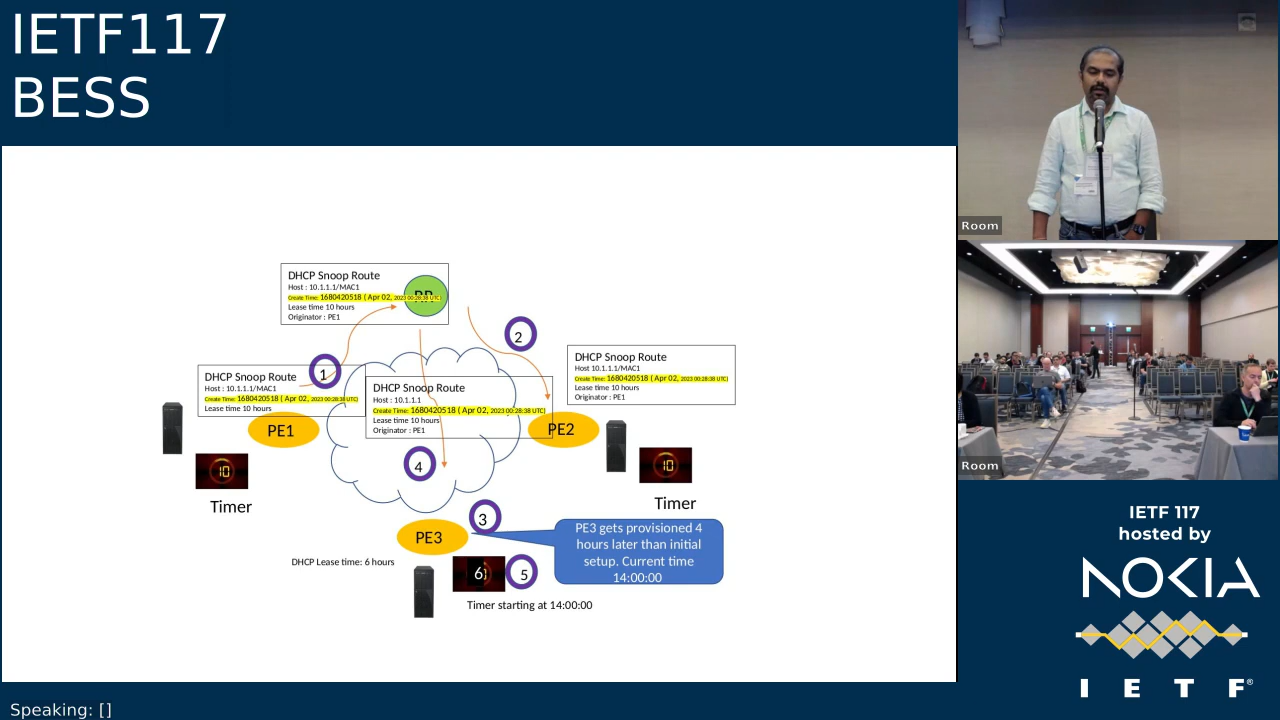 IETF117
BESS
DHCP Snoop Route
Host : 10.1.1.1/MAC1
Create Time: 1680420518 ( Apr 02, 2023 00:28:38 UTC)
Lease time 10 hours
Originator : PE1
RR
2
DHCP Snoop Route
Host 10.1.1.1/MAC1
Create Time: 1680420518 ( Apr 02, 2023 00:28:38 UTC)
Lease time 10 hours
Originator : PE1
1
DHCP Snoop Route
Host : 10.1.1.1/MAC1
Create Time: 1680420518 ( Apr 02, 2023 00:28:38 UTC)
Lease time 10 hours
DHCP Snoop Route
Host : 10.1.1.1
Create Time: 1680420518 ( Apr 02, 2023 00:28:38 UTC)
Lease time 10 hours
Originator : PE1
PE1
PE2
4
10
10
Timer
Timer
3
PE3
PE3 gets provisioned 4
hours later than initial
setup. Current time
14:00:00
DHCP Lease time: 6 hours
6
5
Timer starting at 14:00:00
Room
Room
IETF 117
hosted by
NOKIA
I E T F®
Speaking: []